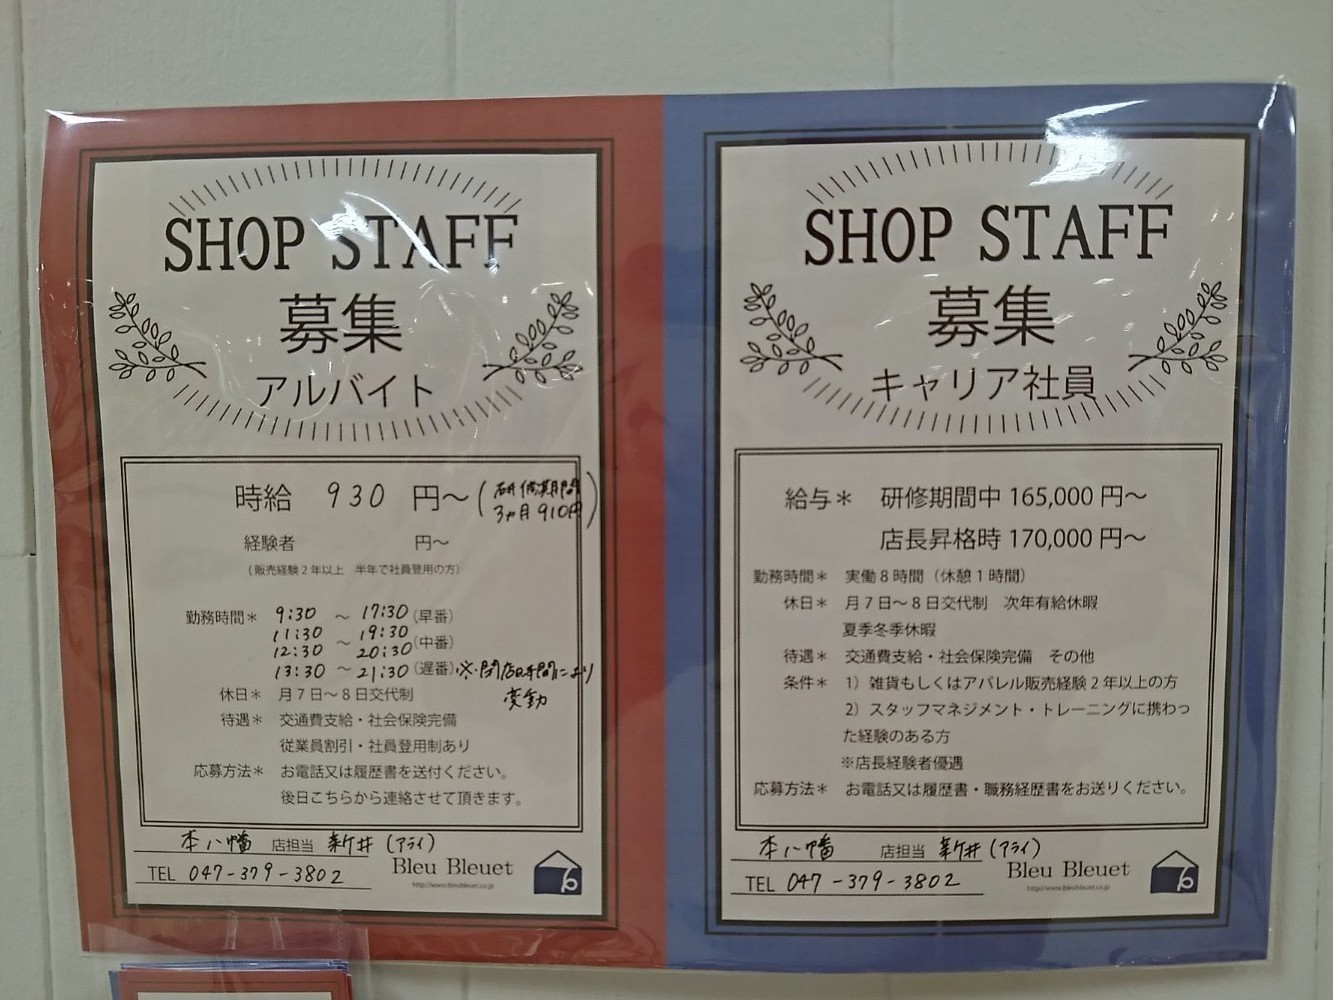 SHOP STAFF
募集
アルバイト
時給 930 円～(研修期間
3ヵ月910円)
経験者 円～
（販売経験2年以上 半年で社員登用の方）
勤務時間＊ 9:30 ～ 17:30 (早番)
11:30 19:30
12:30 ～ 20:30 (中番)
13:30 ～ 21:30 (遅番) ※閉店時間により
変動
休日＊ 月7日～8日交代制
待遇＊ 交通費支給・社会保険完備
従業員割引・社員登用制あり
応募方法＊ お電話又は履歴書を送付ください。
後日こちらから連絡させて頂きます。
本八幡 店担当 新井(アライ)
TEL 047-379-3802
Bleu Bleuet
http://www.bleubleuet.co.jp
SHOP STAFF
募集
キャリア社員
給与＊ 研修期間中 165,000 円～
店長昇格時 170,000 円～
勤務時間＊ 実働8時間（休憩1時間）
休日＊ 月7日～8日交代制 次年有給休暇
夏季冬季休暇
待遇＊ 交通費支給・社会保険完備 その他
条件＊ 1）雑貨もしくはアパレル販売経験2年以上の方
2）スタッフマネジメント・トレーニングに携わっ
た経験のある方
※店長経験者優遇
応募方法＊ お電話又は履歴書・職務経歴書をお送りください。
本八幡 店担当 新井(アライ)
TEL 047-379-3802
Bleu Bleuet
http://www.bleubleuet.co.jp